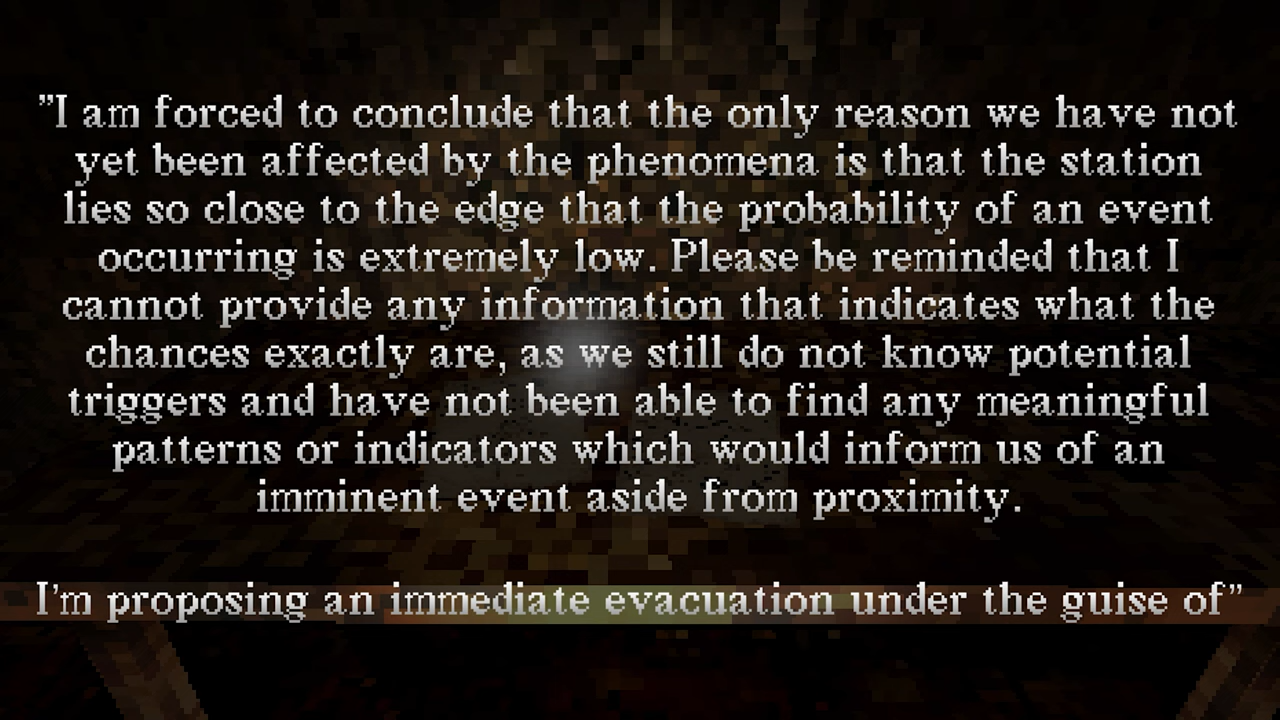 "I am forced to conclude that the only reason we have not
yet been affected by the phenomena is that the station
lies so close to the edge that the probability of an event
occurring is extremely low. Please be reminded that I
cannot provide any information that indicates what the
chances exactly are, as we still do not know potential
triggers and have not been able to find any meaningful
patterns or indicators which would inform us of an
imminent event aside from proximity.
I'm proposing an immediate evacuation under the guise of"